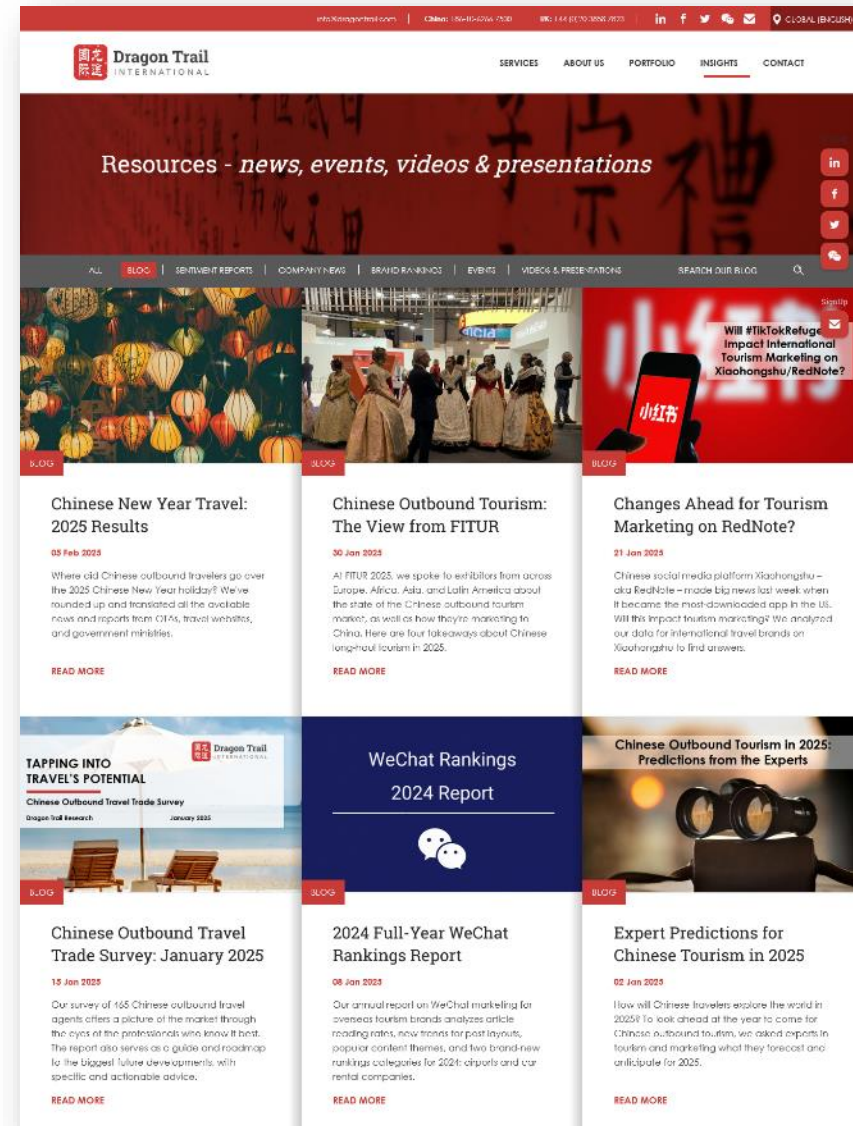 info@dragontrail.com
China: +86-10-6266 7500
UK: +44 (0)20 3858 7823
GLOBAL (ENGLISH)
Dragon Trail
INTERNATIONAL
SERVICES ABOUT US PORTFOLIO INSIGHTS CONTACT
Resources - news, events, videos & presentations
ALL BLOG SENTIMENT REPORTS COMPANY NEWS BRAND RANKINGS EVENTS VIDEOS & PRESENTATIONS SEARCH OUR BLOG
SignUp
Will #TikTokRefuge
Impact International
Tourism Marketing on
Xiaohongshu/RedNote?
小红书
BLOG
Chinese New Year Travel:
2025 Results
05 Feb 2025
Where did Chinese outbound travelers go over
the 2025 Chinese New Year holiday? We've
rounded up and translated all the available
news and reports from OTAs, travel websites,
and government ministries.
READ MORE
BLOG
Chinese Outbound Tourism:
The View from FITUR
30 Jan 2025
At FITUR 2025, we spoke to exhibitors from across
Europe, Africa, Asia, and Latin America about
the state of the Chinese outbound tourism
market, as well as how they're marketing to
China. Here are four takeaways about Chinese
long-haul tourism in 2025.
READ MORE
BLOG
Changes Ahead for Tourism
Marketing on RedNote?
21 Jan 2025
Chinese social media platform Xiaohongshu –
aka RedNote – made big news last week when
it became the most-downloaded app in the US.
Will this impact tourism marketing? We analyzed
our data for international travel brands on
Xiaohongshu to find answers.
READ MORE
TAPPING INTO
TRAVEL'S POTENTIAL
Dragon Trail
INTERNATIONAL
Chinese Outbound Travel Trade Survey
Dragon Trail Research January 2025
BLOG
Chinese Outbound Travel
Trade Survey: January 2025
15 Jan 2025
Our survey of 465 Chinese outbound travel
agents offers a picture of the market through
the eyes of the professionals who know it best.
The report also serves as a guide and roadmap
to the biggest future developments, with
specific and actionable advice.
READ MORE
WeChat Rankings
2024 Report
BLOG
2024 Full-Year WeChat
Rankings Report
08 Jan 2025
Our annual report on WeChat marketing for
overseas tourism brands analyzes article
reading rates, new trends for post layouts,
popular content themes, and two brand-new
rankings categories for 2024: airports and car
rental companies.
READ MORE
Chinese Outbound Tourism in 2025:
Predictions from the Experts
BLOG
Expert Predictions for
Chinese Tourism in 2025
02 Jan 2025
How will Chinese travelers explore the world in
2025? To look ahead at the year to come for
Chinese outbound tourism, we asked experts in
tourism and marketing what they forecast and
anticipate for 2025.
READ MORE